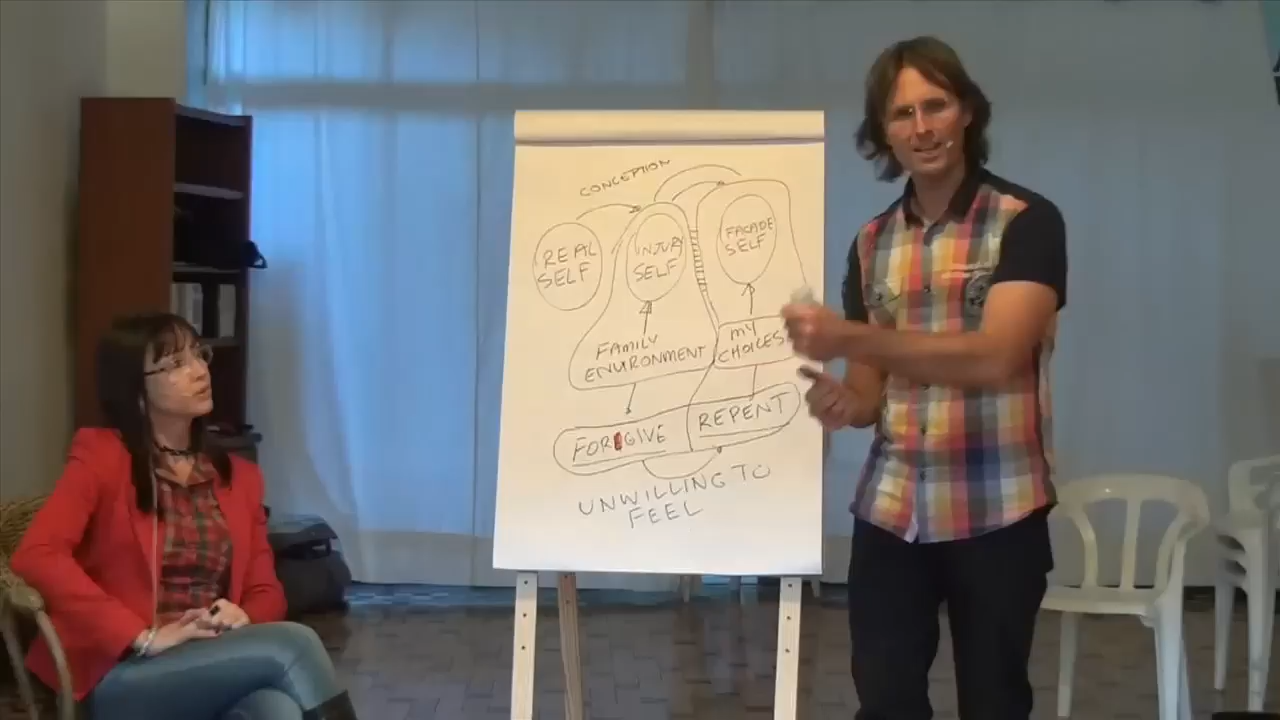 CONCEPTION
REAL
SELF
INJURY
SELF
FACADE
SELF
FAMILY
ENVIRONMENT
MY
CHOICES
FORGIVE
REPENT
UNWILLING TO
FEEL